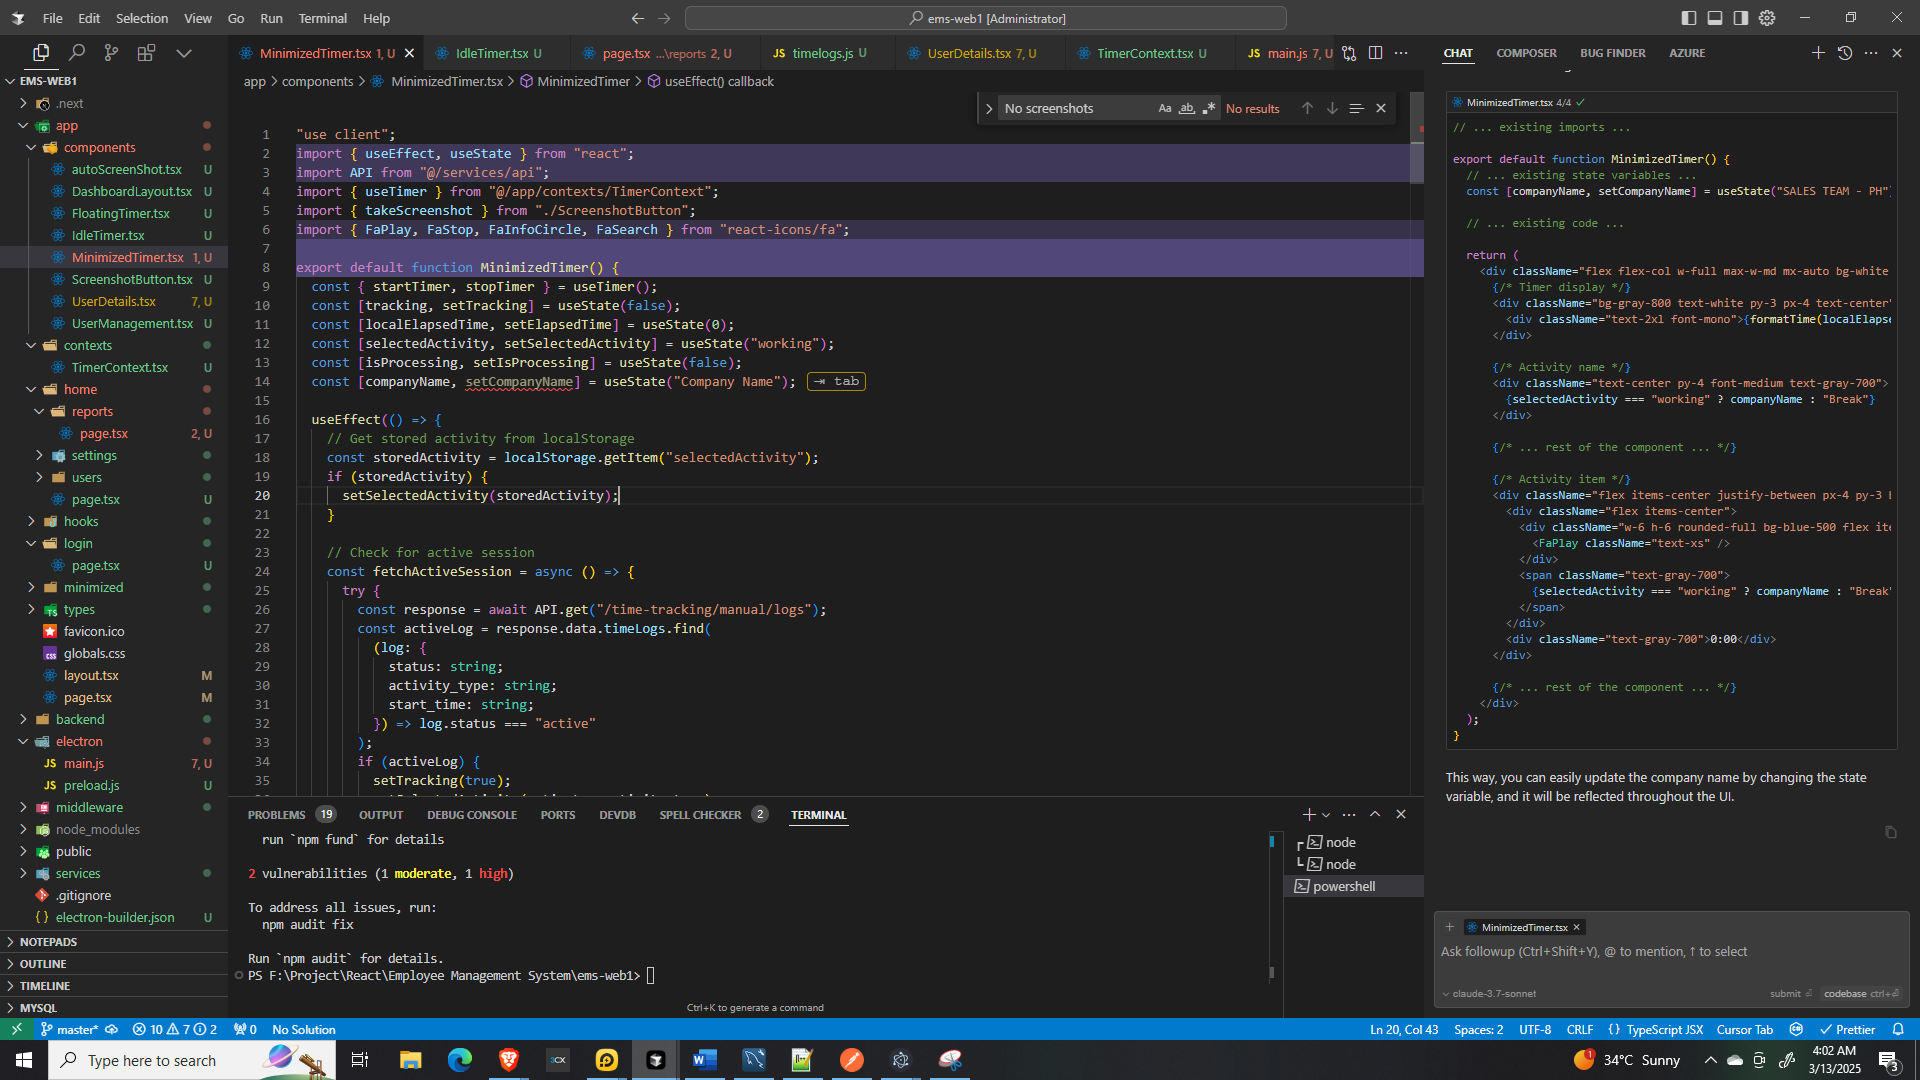 File Edit Selection View Go Run Terminal Help
ems-web1 [Administrator]
MinimizedTimer.tsx 1, U
IdleTimer.tsx U
page.tsx ...\reports 2, U
timelogs.js U
UserDetails.tsx 7, U
TimerContext.tsx U
JS main.js 7, U
CHAT COMPOSER BUG FINDER AZURE
app > components > MinimizedTimer.tsx > MinimizedTimer > useEffect() callback
EMS-WEB1
.next
app
components
autoScreenShot.tsx U
DashboardLayout.tsx U
FloatingTimer.tsx U
IdleTimer.tsx U
MinimizedTimer.tsx 1, U
ScreenshotButton.tsx U
UserDetails.tsx 7, U
UserManagement.tsx U
contexts
TimerContext.tsx U
home
reports
page.tsx 2, U
settings
users
page.tsx U
hooks
login
page.tsx U
minimized
types
favicon.ico
globals.css
layout.tsx M
page.tsx M
backend
electron
JS main.js 7, U
JS preload.js U
middleware
node_modules
public
services
.gitignore
{} electron-builder.json U
NOTEPADS
OUTLINE
TIMELINE
MYSQL
No screenshots Aa ab .* No results
1 "use client";
2 import { useEffect, useState } from "react";
3 import API from "@/services/api";
4 import { useTimer } from "@/app/contexts/TimerContext";
5 import { takeScreenshot } from "./ScreenshotButton";
6 import { FaPlay, FaStop, FaInfoCircle, FaSearch } from "react-icons/fa";
7
8 export default function MinimizedTimer() {
9 const { startTimer, stopTimer } = useTimer();
10 const [tracking, setTracking] = useState(false);
11 const [localElapsedTime, setElapsedTime] = useState(0);
12 const [selectedActivity, setSelectedActivity] = useState("working");
13 const [isProcessing, setIsProcessing] = useState(false);
14 const [companyName, setCompanyName] = useState("Company Name"); tab
15
16 useEffect(() => {
17 // Get stored activity from localStorage
18 const storedActivity = localStorage.getItem("selectedActivity");
19 if (storedActivity) {
20 setSelectedActivity(storedActivity);
21 }
22
23 // Check for active session
24 const fetchActiveSession = async () => {
25 try {
26 const response = await API.get("/time-tracking/manual/logs");
27 const activeLog = response.data.timeLogs.find(
28 (log: {
29 status: string;
30 activity_type: string;
31 start_time: string;
32 }) => log.status === "active"
33 );
34 if (activeLog) {
35 setTracking(true);
PROBLEMS 19 OUTPUT DEBUG CONSOLE PORTS DEVDB SPELL CHECKER 2 TERMINAL
run `npm fund` for details
2 vulnerabilities (1 moderate, 1 high)
To address all issues, run:
npm audit fix
Run `npm audit` for details.
PS F:\Project\React\Employee Management System\ems-web1>
Ctrl+K to generate a command
node
node
powershell
MinimizedTimer.tsx 4/4
// ... existing imports ...
export default function MinimizedTimer() {
// ... existing state variables ...
const [companyName, setCompanyName] = useState("SALES TEAM - PH")
// ... existing code ...
return (
<div className="flex flex-col w-full max-w-md mx-auto bg-white
{/* Timer display */}
<div className="bg-gray-800 text-white py-3 px-4 text-center"
<div className="text-2xl font-mono">{formatTime(localElapse
</div>
{/* Activity name */}
<div className="text-center py-4 font-medium text-gray-700">
{selectedActivity === "working" ? companyName : "Break"}
</div>
{/* ... rest of the component ... */}
{/* Activity item */}
<div className="flex items-center justify-between px-4 py-3
<div className="flex items-center">
<div className="w-6 h-6 rounded-full bg-blue-500 flex ite
<FaPlay className="text-xs" />
</div>
<span className="text-gray-700">
{selectedActivity === "working" ? companyName : "Break"
</span>
</div>
<div className="text-gray-700">0:00</div>
</div>
{/* ... rest of the component ... */}
</div>
);
}
This way, you can easily update the company name by changing the state
variable, and it will be reflected throughout the UI.
MinimizedTimer.tsx
Ask followup (Ctrl+Shift+Y), @ to mention, ↑ to select
claude-3.7-sonnet submit codebase ctrl+
master* 10 7 2 0 No Solution
Ln 20, Col 43 Spaces: 2 UTF-8 CRLF {} TypeScript JSX Cursor Tab Prettier
Type here to search
34°C Sunny
4:02 AM
3/13/2025
3